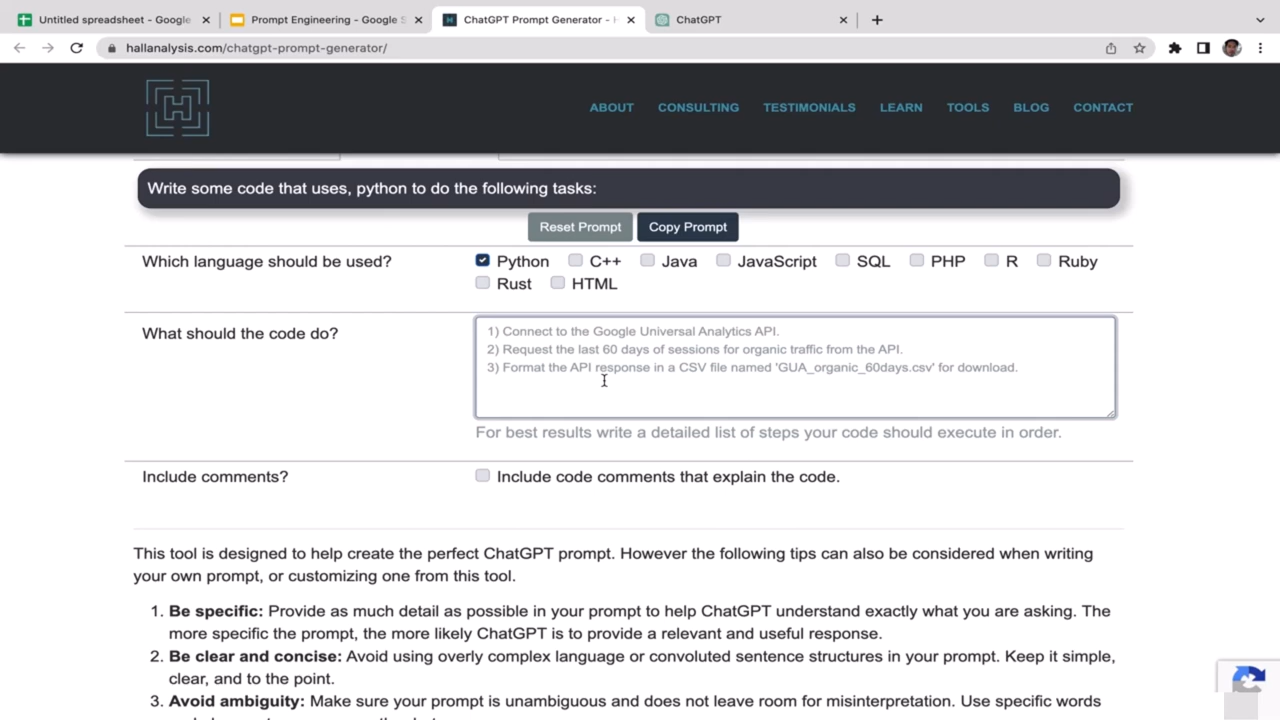 Untitled spreadsheet - Google
Prompt Engineering - Google S
ChatGPT Prompt Generator -
ChatGPT
hallanalysis.com/chatgpt-prompt-generator/
ABOUT CONSULTING TESTIMONIALS LEARN TOOLS BLOG CONTACT
Write some code that uses, python to do the following tasks:
Reset Prompt Copy Prompt
Which language should be used? Python C++ Java JavaScript SQL PHP R Ruby
Rust HTML
What should the code do?
1) Connect to the Google Universal Analytics API.
2) Request the last 60 days of sessions for organic traffic from the API.
3) Format the API response in a CSV file named 'GUA_organic_60days.csv' for download.
For best results write a detailed list of steps your code should execute in order.
Include comments? Include code comments that explain the code.
This tool is designed to help create the perfect ChatGPT prompt. However the following tips can also be considered when writing
your own prompt, or customizing one from this tool.
1. Be specific: Provide as much detail as possible in your prompt to help ChatGPT understand exactly what you are asking. The
more specific the prompt, the more likely ChatGPT is to provide a relevant and useful response.
2. Be clear and concise: Avoid using overly complex language or convoluted sentence structures in your prompt. Keep it simple,
clear, and to the point.
3. Avoid ambiguity: Make sure your prompt is unambiguous and does not leave room for misinterpretation. Use specific words